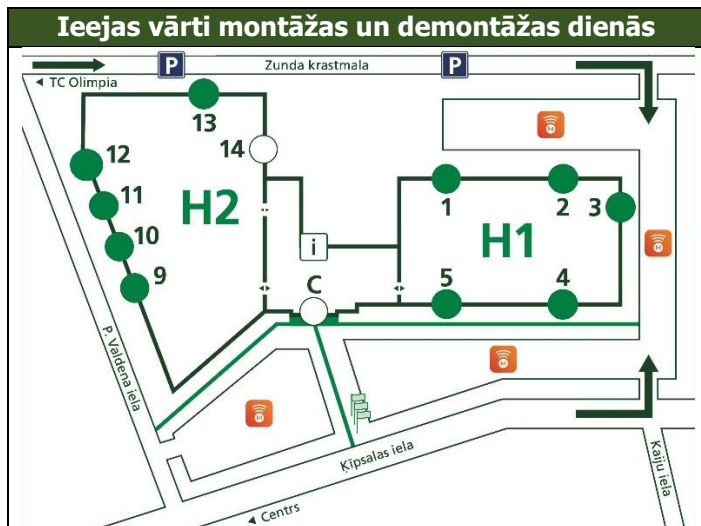 Ieejas vārti montāžas un demontāžas dienās
P
Zunda krastmala
P
TC Olimpia
13
14
12
11
10
9
H2
i
C
1
2
3
H1
5
4
P. Valdena iela
Ķīpsalas iela
Kaiju iela
Centrs